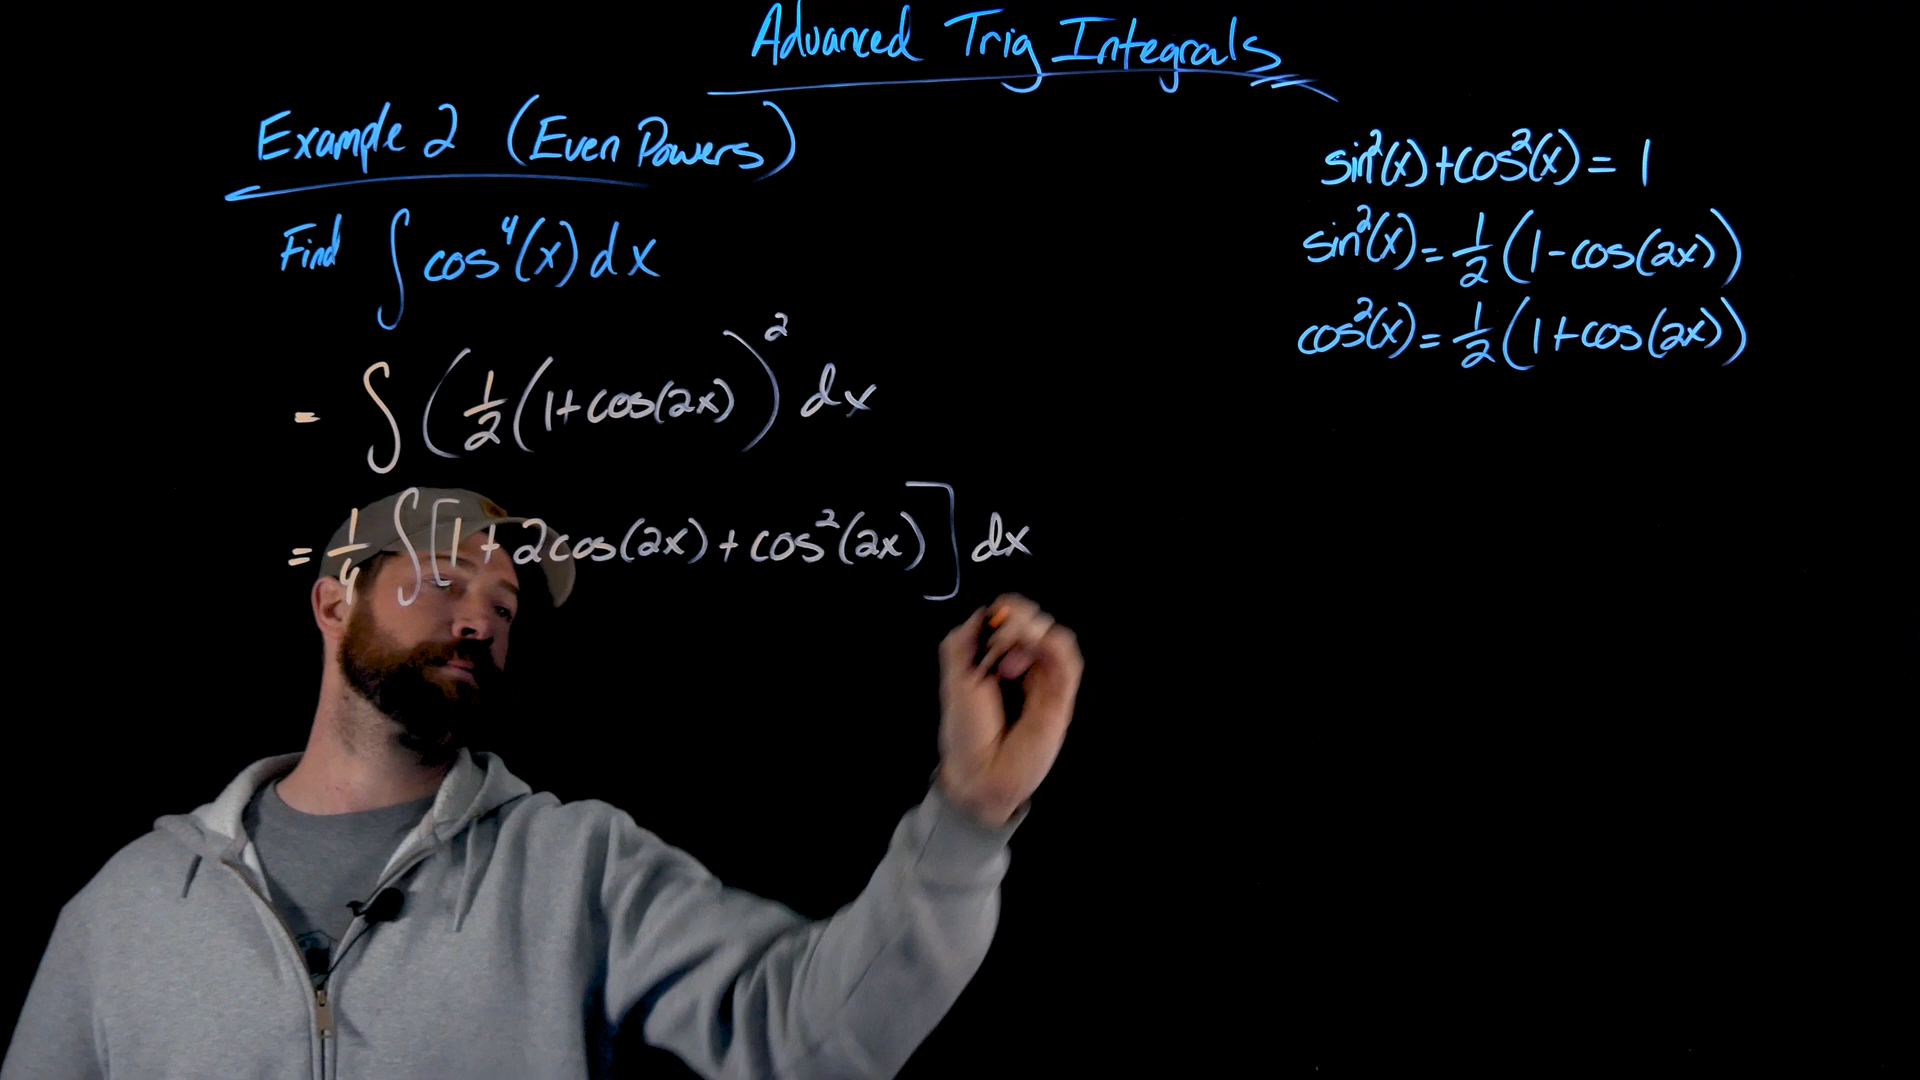 Advanced Trig Integrals
Example 2 (Even Powers)
Find ∫ cos⁴(x) dx
= ∫ (½(1+cos(2x))² dx
= ¼ ∫[1 + 2cos(2x) + cos²(2x)] dx
sin²(x)+cos²(x) = 1
sin²(x) = ½(1-cos(2x))
cos²(x) = ½(1+cos(2x))